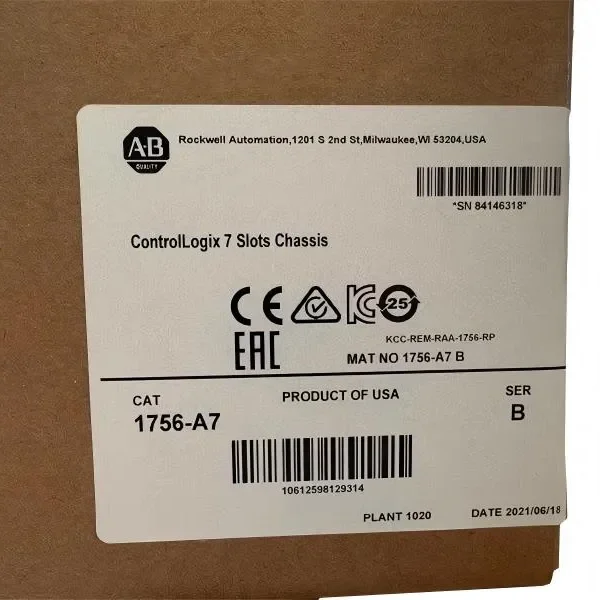 A-B
QUALITY
Rockwell Automation,1201 S 2nd St,Milwaukee,WI 53204,USA
*SN 84146318*
ControlLogix 7 Slots Chassis
CE
KC
25
EAC
KCC-REM-RAA-1756-RP
MAT NO 1756-A7 B
CAT
1756-A7
PRODUCT OF USA
SER
B
10612598129314
PLANT 1020
DATE 2021/06/18